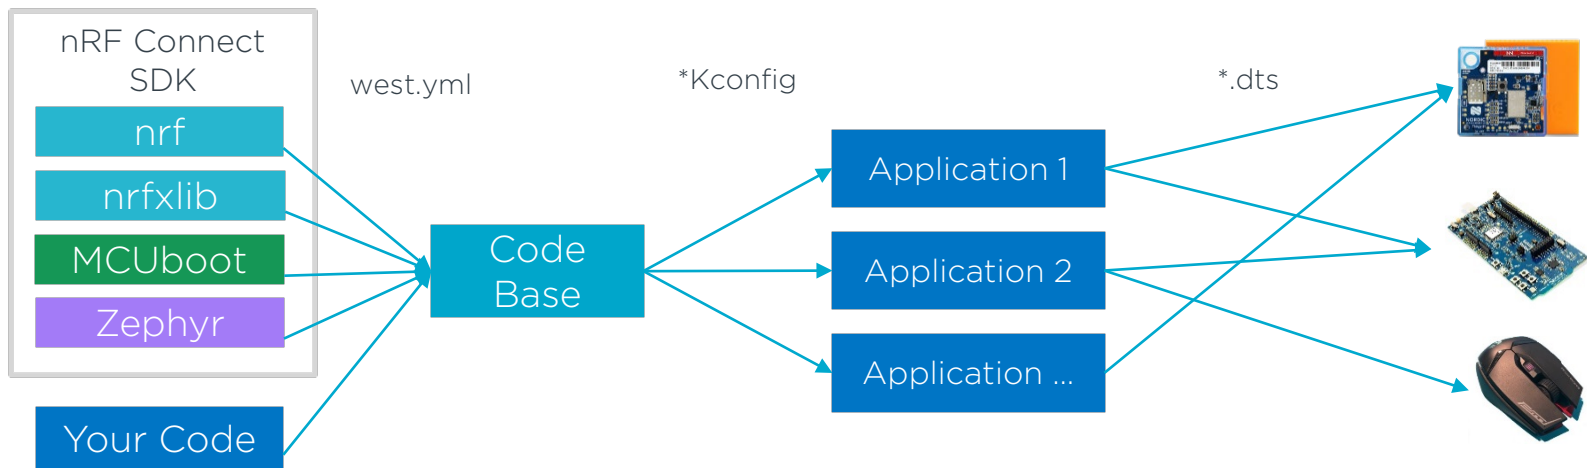 nRF Connect
SDK
west.yml
*Kconfig
*.dts
nrf
nrfxlib
MCUboot
Zephyr
Your Code
Code
Base
Application 1
Application 2
Application ...
NORDIC